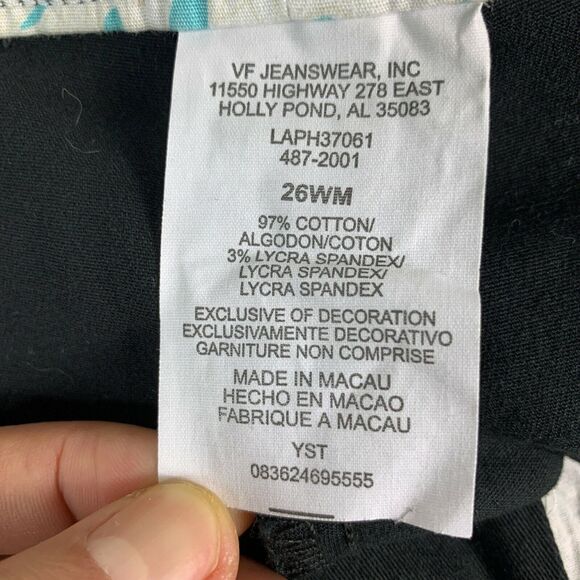 VF JEANSWEAR, INC
11550 HIGHWAY 278 EAST
HOLLY POND, AL 35083
LAPH37061
487-2001
26WM
97% COTTON/
ALGODON/COTON
3% LYCRA SPANDEX/
LYCRA SPANDEX/
LYCRA SPANDEX
EXCLUSIVE OF DECORATION
EXCLUSIVAMENTE DECORATIVO
GARNITURE NON COMPRISE
MADE IN MACAU
HECHO EN MACAO
FABRIQUE A MACAU
YST
083624695555